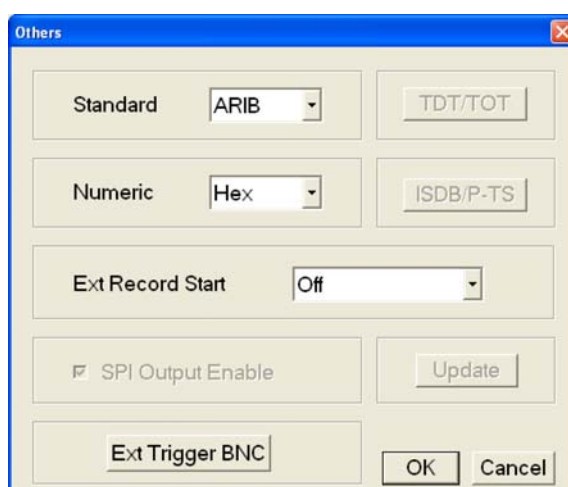 Others
Standard ARIB TDT/TOT
Numeric Hex ISDB/P-TS
Ext Record Start Off
SPI Output Enable Update
Ext Trigger BNC OK Cancel